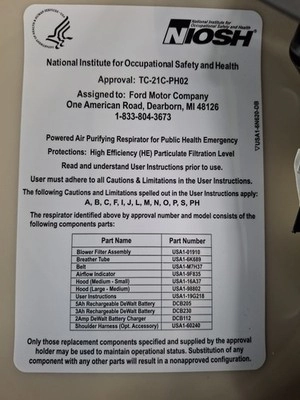 NIOSH
National Institute for
Occupational Safety and Health
National Institute for Occupational Safety and Health
Approval: TC-21C-PH02
Assigned to: Ford Motor Company
One American Road, Dearborn, MI 48126
1-833-804-3673
▽USA1-6N629-DB
Powered Air Purifying Respirator for Public Health Emergency
Protections: High Efficiency (HE) Particulate Filtration Level
Read and understand User Instructions prior to use.
User must adhere to all Cautions & Limitations in the User Instructions.
The following Cautions and Limitations spelled out in the User Instructions apply:
A, B, C, F, I, J, L, M, N, O, P, S, PH
The respirator identified above by approval number and model consists of the
following components parts:
Part Name Part Number
Blower Filter Assembly USA1-01910
Breather Tube USA1-6K689
Belt USA1-M7H37
Airflow Indicator USA1-9F835
Hood (Medium - Small) USA1-16A37
Hood (Large - Medium) USA1-98802
User Instructions USA1-19G218
5Ah Rechargeable DeWalt Battery DCB205
3Ah Rechargeable DeWalt Battery DCB230
2Amp DeWalt Battery Charger DCB112
Shoulder Harness (Opt. Accessory) USA1-60240
Only those replacement components specified and supplied by the approval
holder may be used to maintain operational status. Substitution of any
component with any other parts will result in a nonapproved configuration.